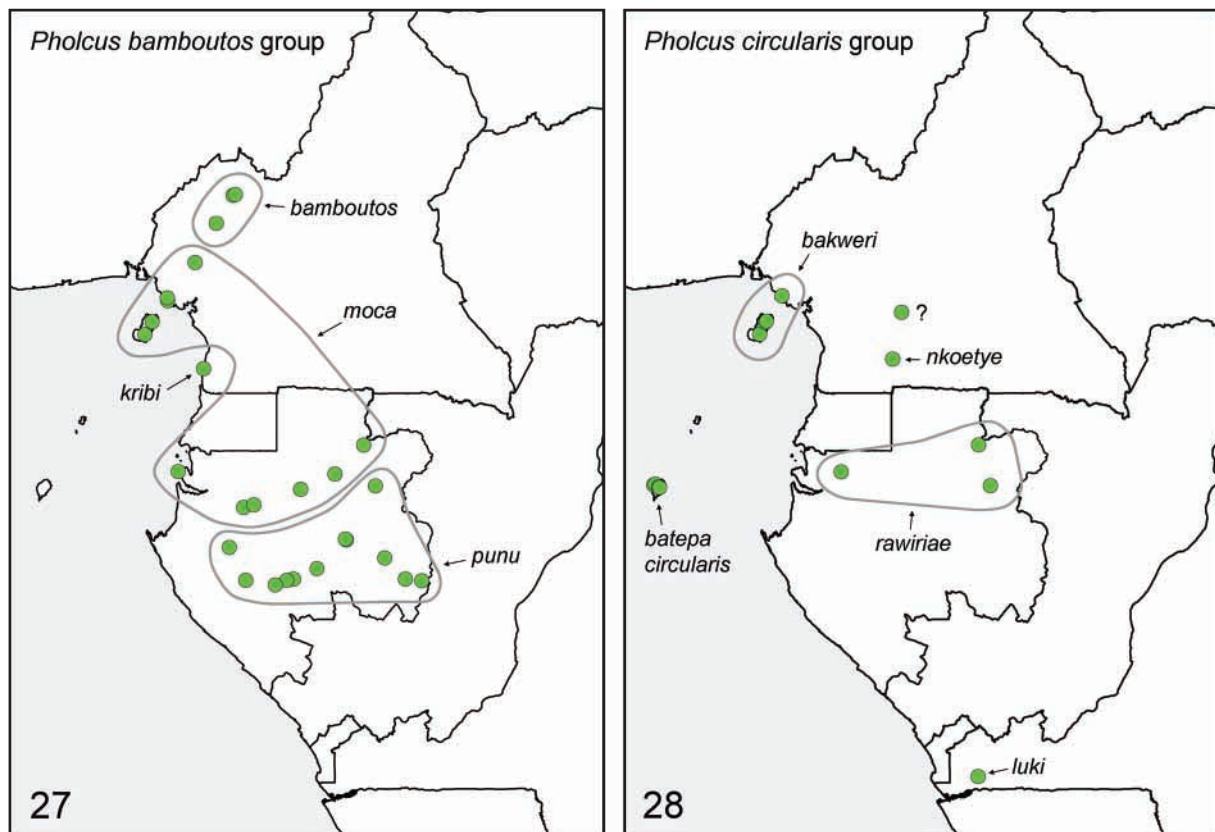 Pholcus bamboutos group
bamboutos
moca
kribi
punu
27
Pholcus circularis group
bakweri
?
nkoetye
batepa
circularis
rawiriae
luki
28